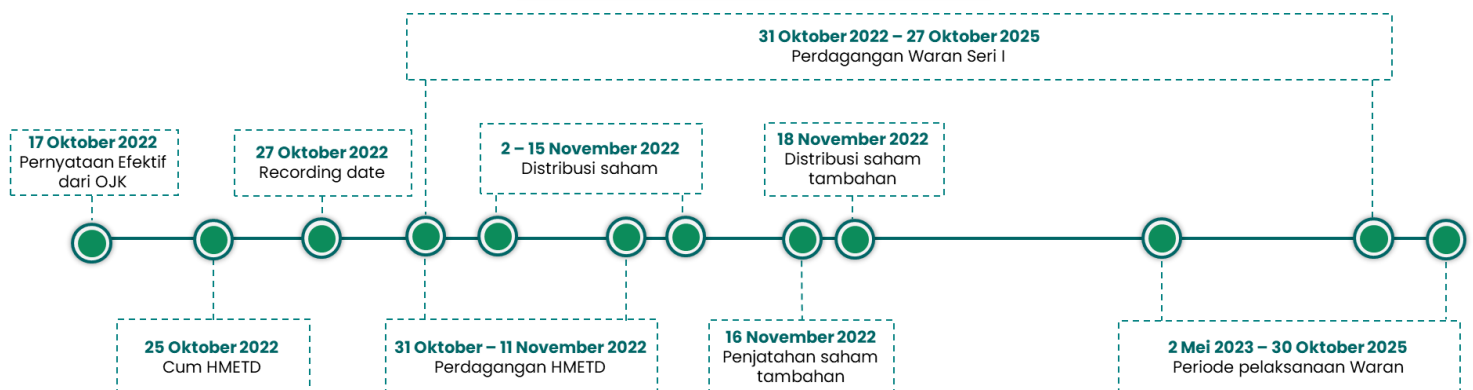 31 Oktober 2022 – 27 Oktober 2025
Perdagangan Waran Seri I
17 Oktober 2022
Pernyataan Efektif
dari OJK
27 Oktober 2022
Recording date
2 – 15 November 2022
Distribusi saham
18 November 2022
Distribusi saham
tambahan
25 Oktober 2022
Cum HMETD
31 Oktober – 11 November 2022
Perdagangan HMETD
16 November 2022
Penjatahan saham
tambahan
2 Mei 2023 – 30 Oktober 2025
Periode pelaksanaan Waran